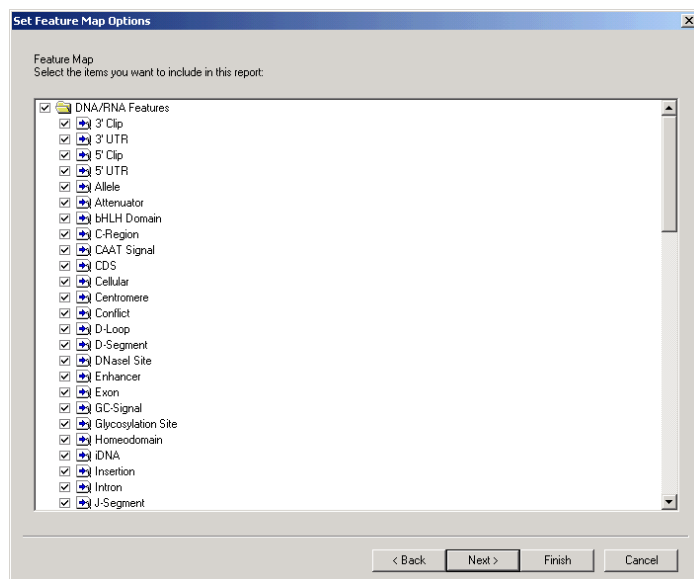 Set Feature Map Options
Feature Map
Select the items you want to include in this report:
DNA/RNA Features
3' Clip
3' UTR
5' Clip
5' UTR
Allele
Attenuator
bHLH Domain
C-Region
CAAT Signal
CDS
Cellular
Centromere
Conflict
D-Loop
D-Segment
DNaseI Site
Enhancer
Exon
GC-Signal
Glycosylation Site
Homeodomain
iDNA
Insertion
Intron
J-Segment
< Back Next > Finish Cancel